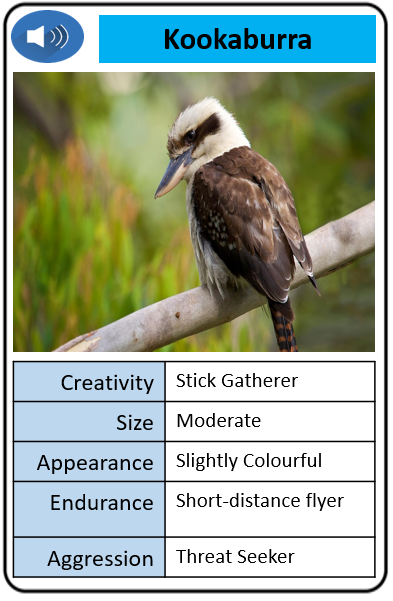 Kookaburra
Creativity Stick Gatherer
Size Moderate
Appearance Slightly Colourful
Endurance Short-distance flyer
Aggression Threat Seeker